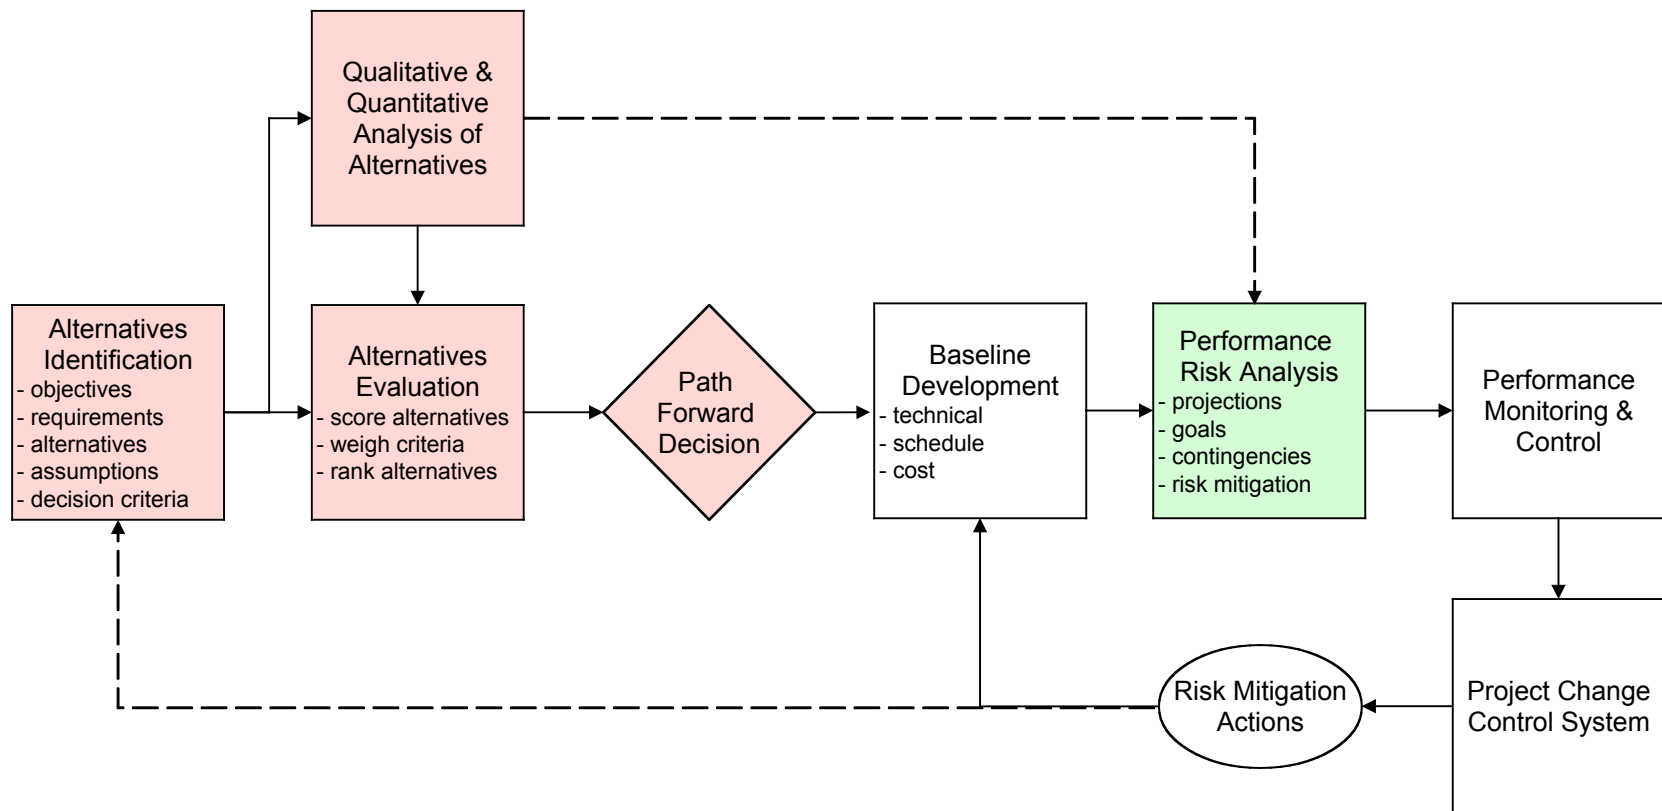 Qualitative &
Quantitative
Analysis of
Alternatives
Alternatives
Identification
- objectives
- requirements
- alternatives
- assumptions
- decision criteria
Alternatives
Evaluation
- score alternatives
- weigh criteria
- rank alternatives
Path
Forward
Decision
Baseline
Development
- technical
- schedule
- cost
Performance
Risk Analysis
- projections
- goals
- contingencies
- risk mitigation
Performance
Monitoring &
Control
Risk Mitigation
Actions
Project Change
Control System